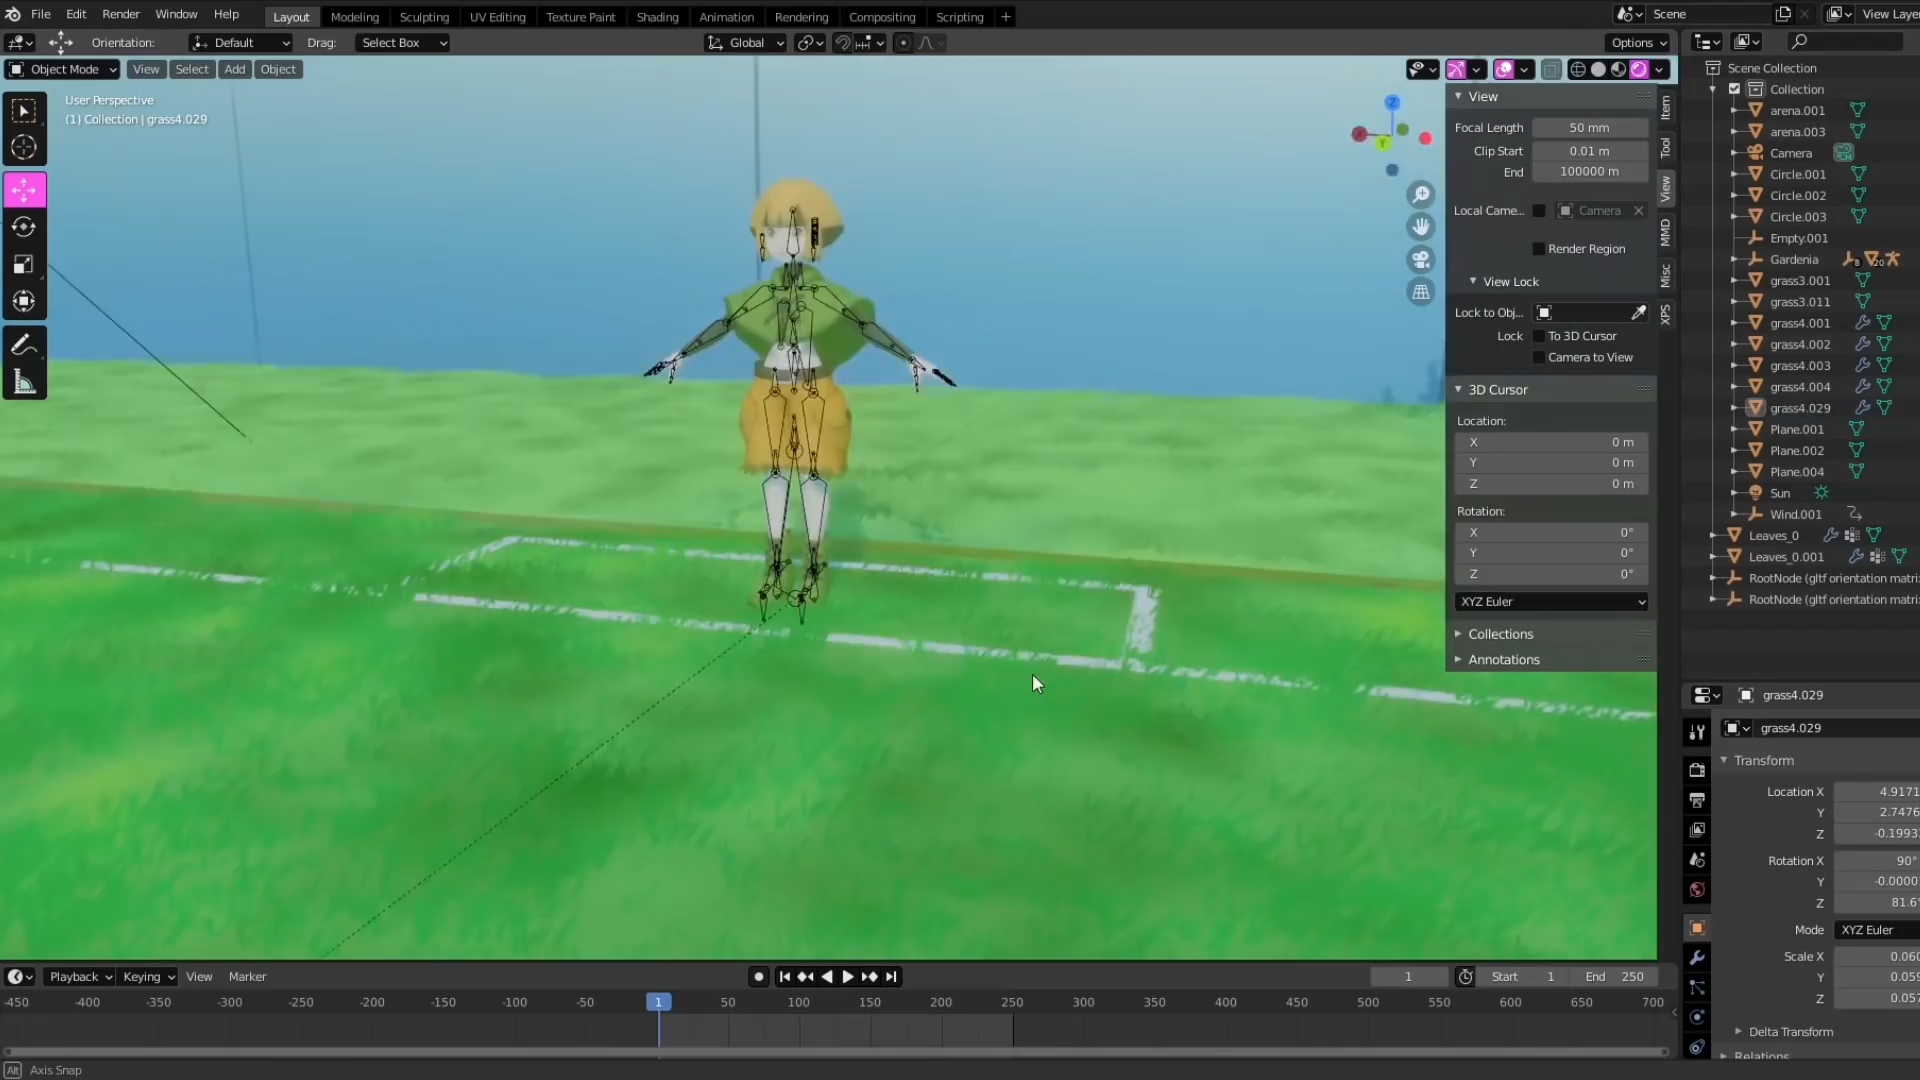 File Edit Render Window Help Layout Modeling Sculpting UV Editing Texture Paint Shading Animation Rendering Compositing Scripting + Scene View Laye
Orientation: Default Drag: Select Box Global Options
Object Mode View Select Add Object
User Perspective
(1) Collection | grass4.029
View
Focal Length 50 mm
Clip Start 0.01 m
End 100000 m
Local Came... Camera
Render Region
View Lock
Lock to Obj...
Lock To 3D Cursor
Camera to View
3D Cursor
Location:
X 0 m
Y 0 m
Z 0 m
Rotation:
X 0°
Y 0°
Z 0°
XYZ Euler
Collections
Annotations
Item
Tool
View
MMD
Misc
XPS
Scene Collection
Collection
arena.001
arena.003
Camera
Circle.001
Circle.002
Circle.003
Empty.001
Gardenia 8 20
grass3.001
grass3.011
grass4.001
grass4.002
grass4.003
grass4.004
grass4.029
Plane.001
Plane.002
Plane.004
Sun
Wind.001
Leaves_0
Leaves_0.001
RootNode (gltf orientation matri
RootNode (gltf orientation matri
grass4.029
grass4.029
Transform
Location X 4.9171
Y 2.7476
Z -0.1993
Rotation X 90°
Y -0.0000
Z 81.6°
Mode XYZ Euler
Scale X 0.060
Y 0.059
Z 0.057
Delta Transform
Relations
Z
Y
Playback Keying View Marker 1 Start 1 End 250
-450 -400 -350 -300 -250 -200 -150 -100 -50 1 50 100 150 200 250 300 350 400 450 500 550 600 650 700
Alt Axis Snap